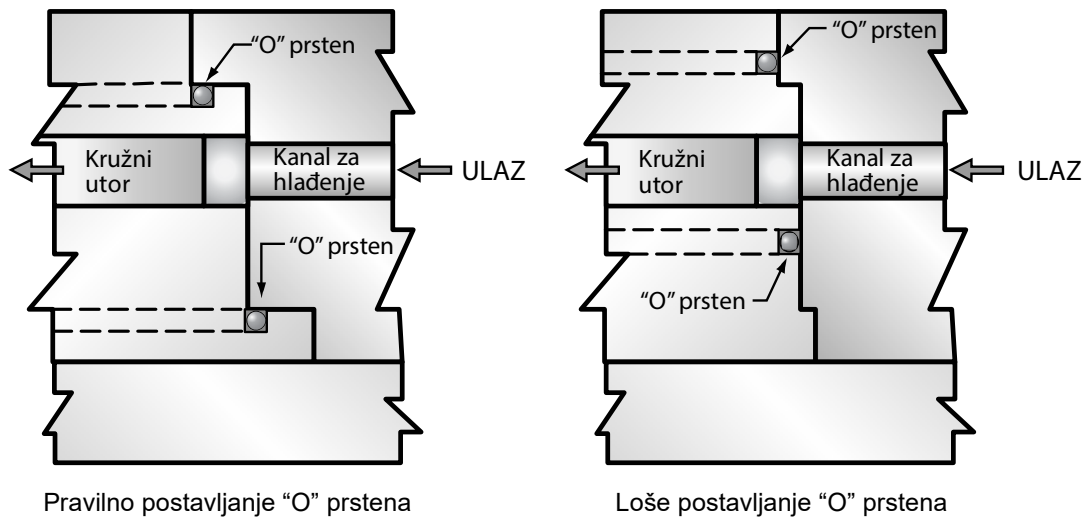 “O” prsten
Kružni
utor
Kanal za
hlađenje
ULAZ
“O” prsten
Pravilno postavljanje “O” prstena
“O” prsten
Kružni
utor
Kanal za
hlađenje
ULAZ
“O” prsten
Loše postavljanje “O” prstena